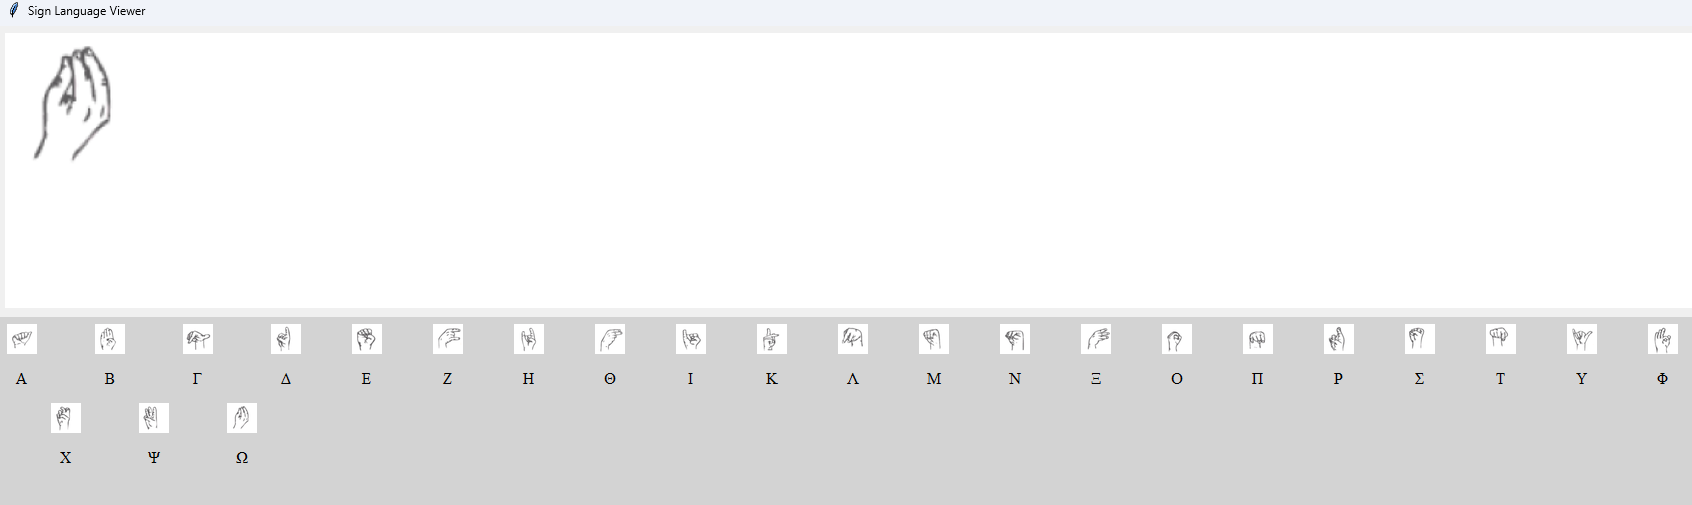 Sign Language Viewer
Α Β Γ Δ Ε Ζ Η Θ Ι Κ Λ Μ Ν Ξ Ο Π Ρ Σ Τ Υ Φ
Χ Ψ Ω